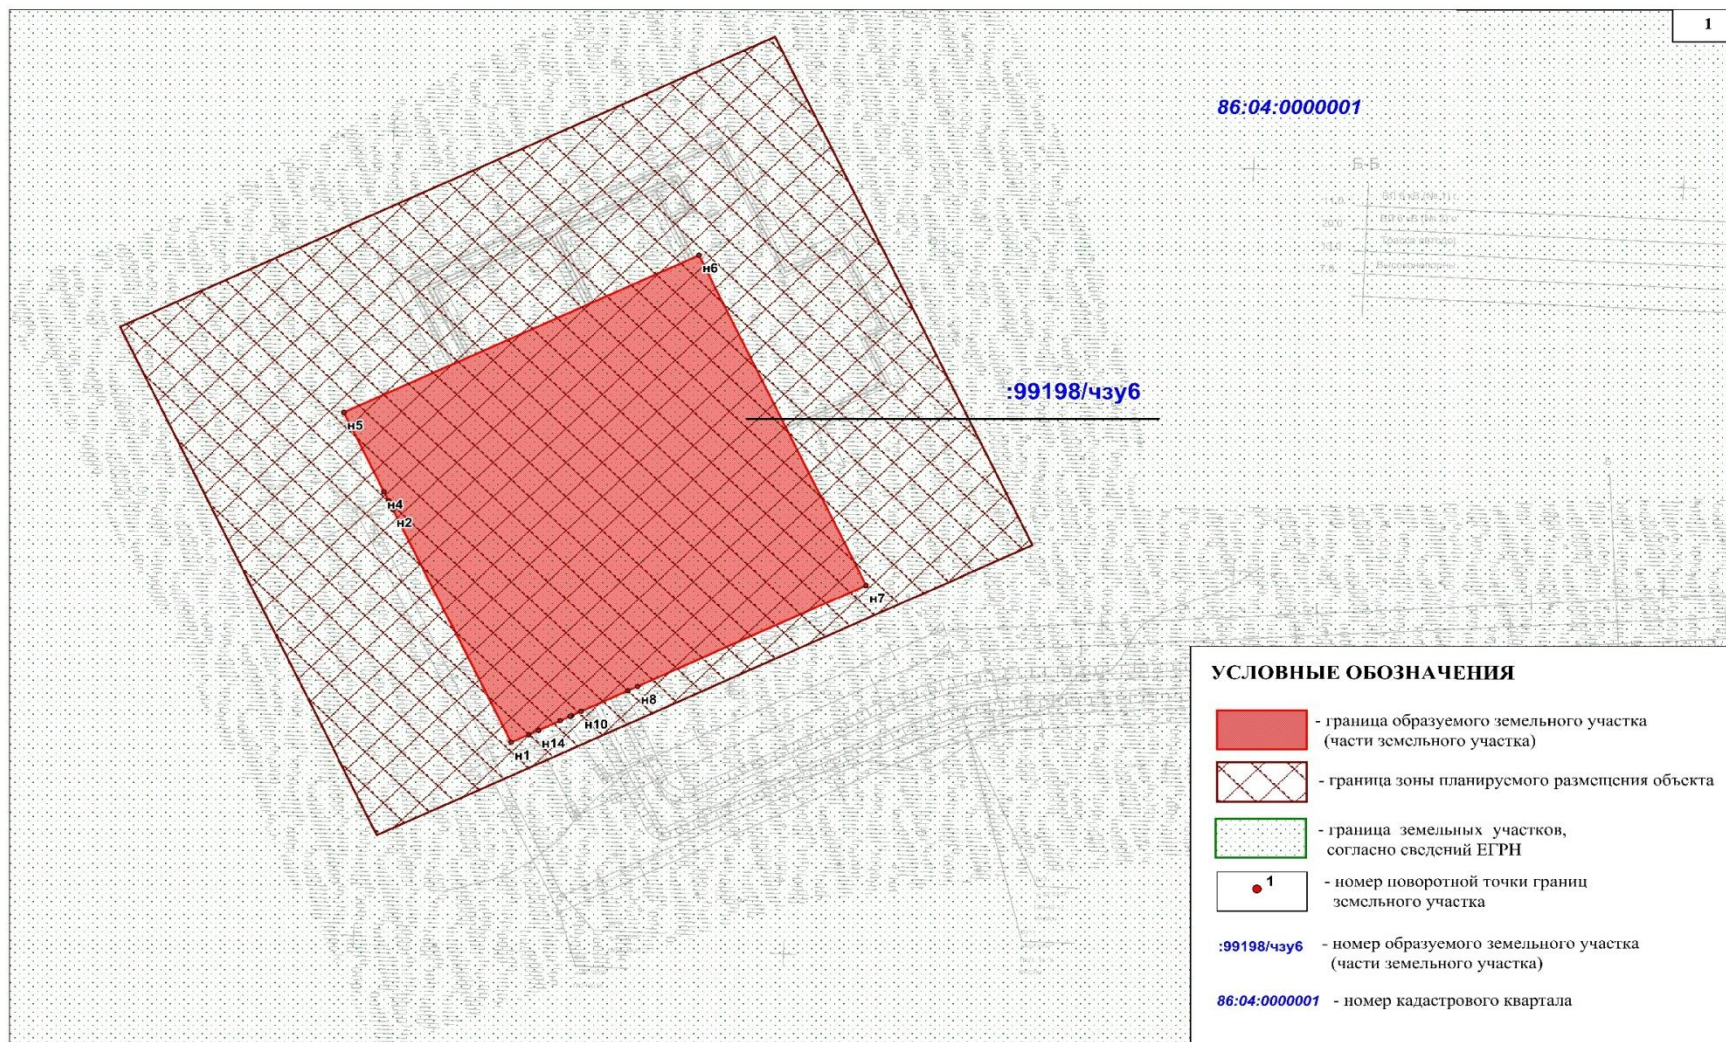 1
86:04:0000001
Б-Б
н6
:99198/чзу6
н5
н4
н2
н7
н8
н10
н14
н1
УСЛОВНЫЕ ОБОЗНАЧЕНИЯ
- граница образуемого земельного участка
(части земельного участка)
- граница зоны планируемого размещения объекта
- граница земельных участков,
согласно сведений ЕГРН
1
- номер поворотной точки границ
земельного участка
:99198/чзу6 - номер образуемого земельного участка
(части земельного участка)
86:04:0000001 - номер кадастрового квартала